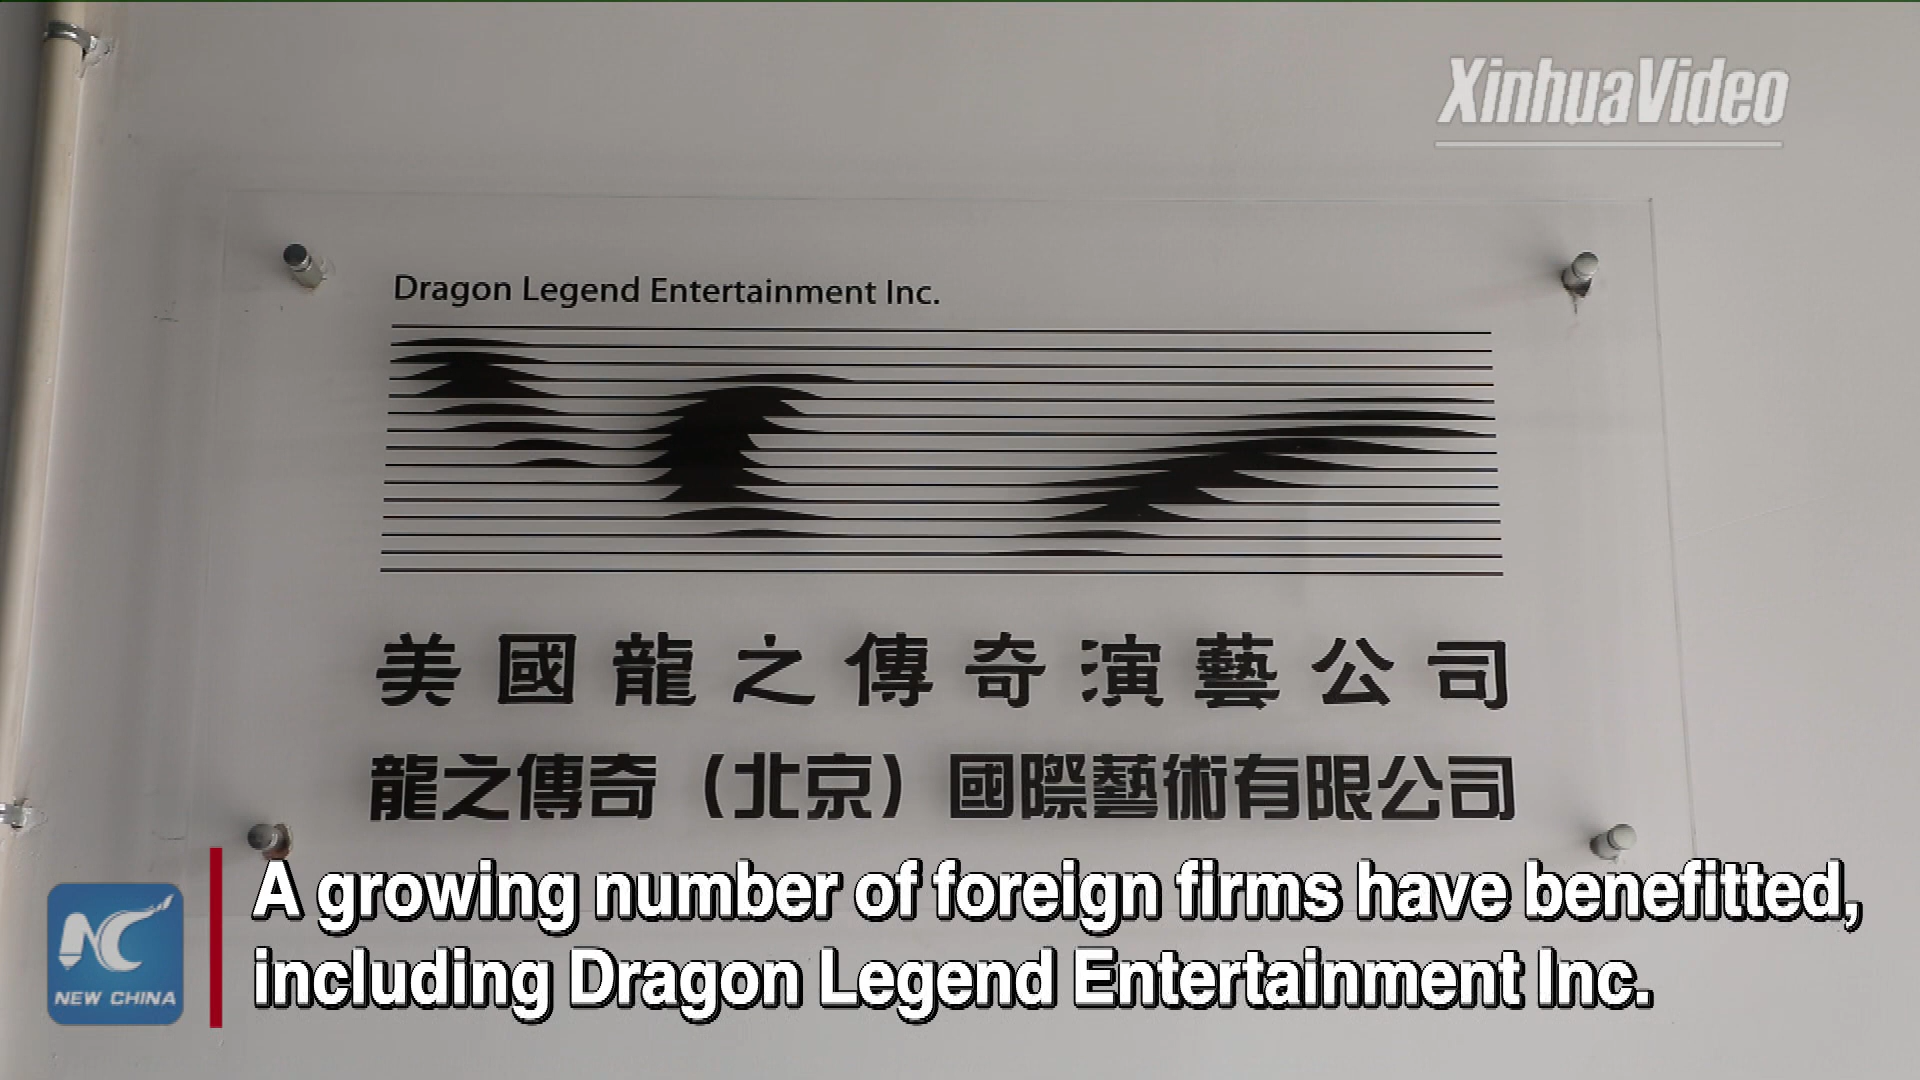 XinhuaVideo
Dragon Legend Entertainment Inc.
美國龍之傳奇演藝公司
龍之傳奇（北京）國際藝術有限公司
A growing number of foreign firms have benefitted,
including Dragon Legend Entertainment Inc.
NC
NEW CHINA